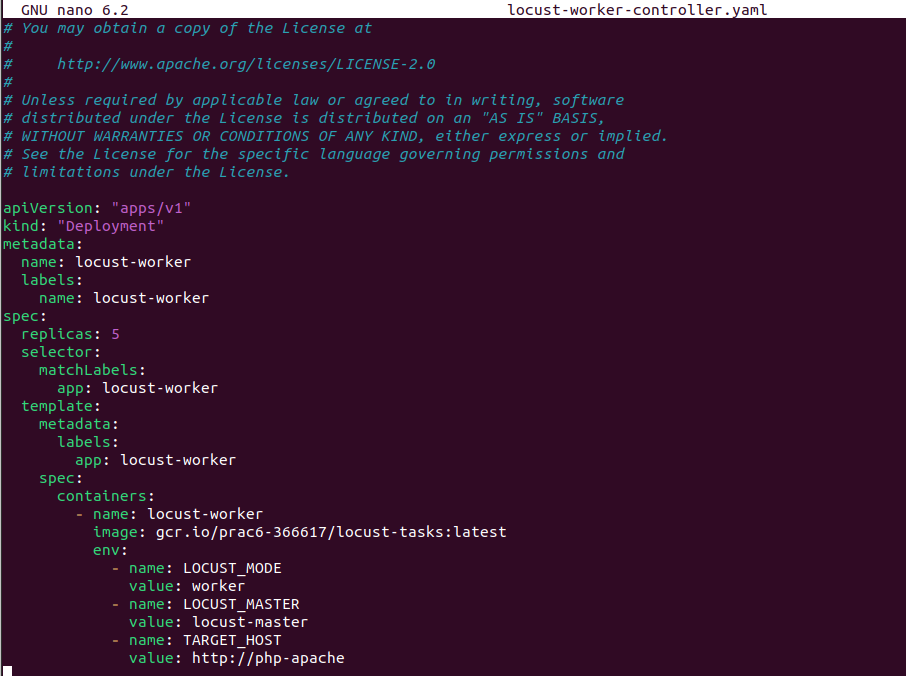 GNU nano 6.2 locust-worker-controller.yaml
# You may obtain a copy of the License at
#
#     http://www.apache.org/licenses/LICENSE-2.0
#
# Unless required by applicable law or agreed to in writing, software
# distributed under the License is distributed on an "AS IS" BASIS,
# WITHOUT WARRANTIES OR CONDITIONS OF ANY KIND, either express or implied.
# See the License for the specific language governing permissions and
# limitations under the License.

apiVersion: "apps/v1"
kind: "Deployment"
metadata:
  name: locust-worker
  labels:
    name: locust-worker
spec:
  replicas: 5
  selector:
    matchLabels:
      app: locust-worker
  template:
    metadata:
      labels:
        app: locust-worker
    spec:
      containers:
        - name: locust-worker
          image: gcr.io/prac6-366617/locust-tasks:latest
          env:
            - name: LOCUST_MODE
              value: worker
            - name: LOCUST_MASTER
              value: locust-master
            - name: TARGET_HOST
              value: http://php-apache